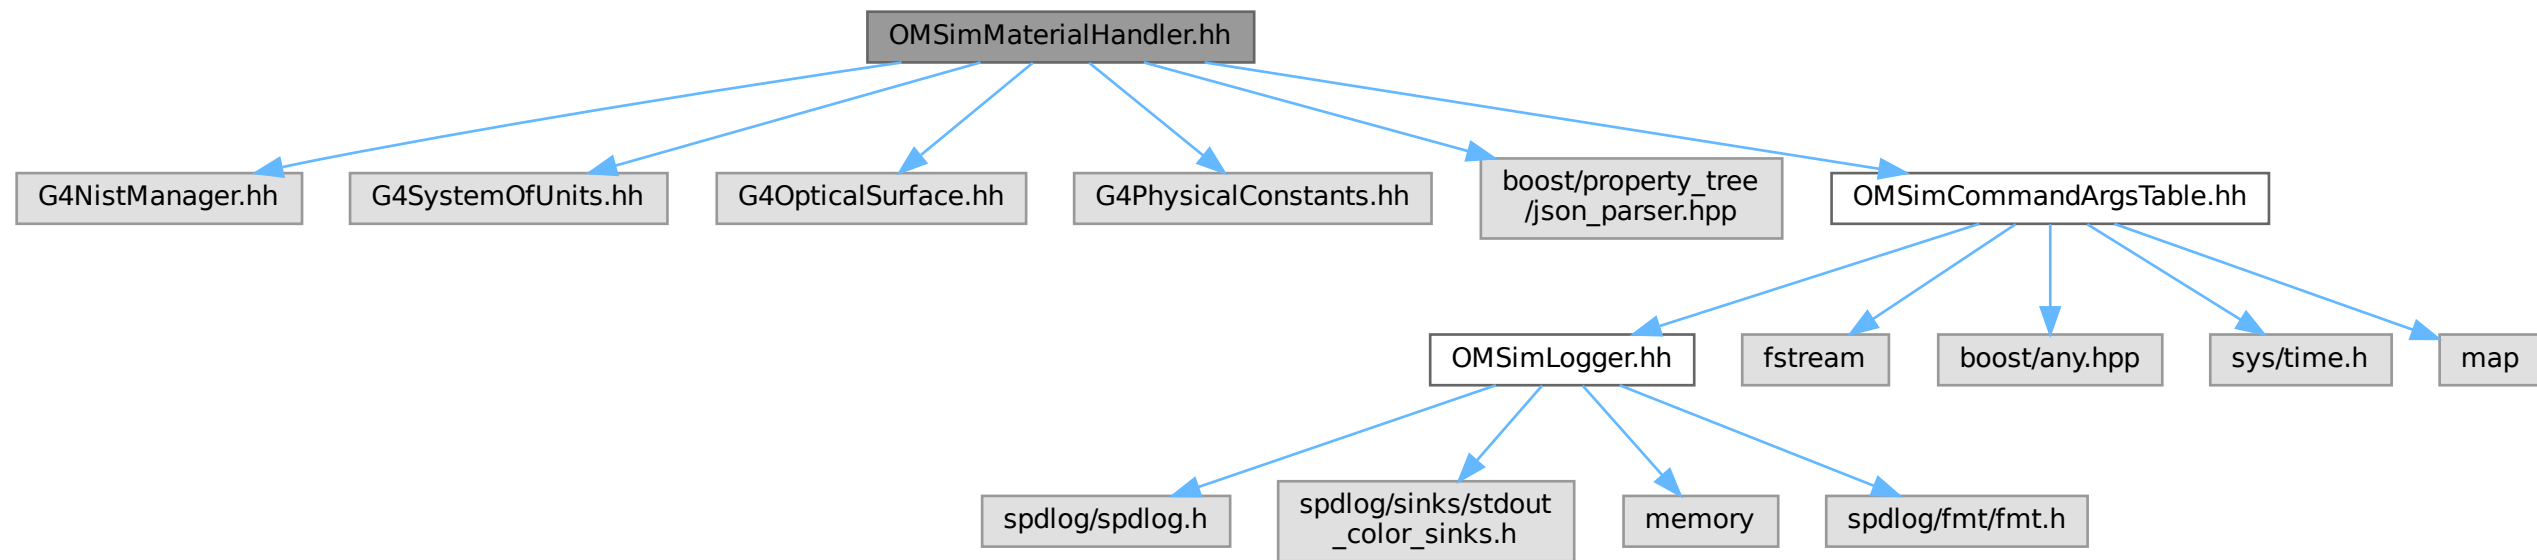 OMSimMaterialHandler.hh
G4NistManager.hh
G4SystemOfUnits.hh
G4OpticalSurface.hh
G4PhysicalConstants.hh
boost/property_tree
/json_parser.hpp
OMSimCommandArgsTable.hh
OMSimLogger.hh
fstream
boost/any.hpp
sys/time.h
map
spdlog/spdlog.h
spdlog/sinks/stdout
_color_sinks.h
memory
spdlog/fmt/fmt.h